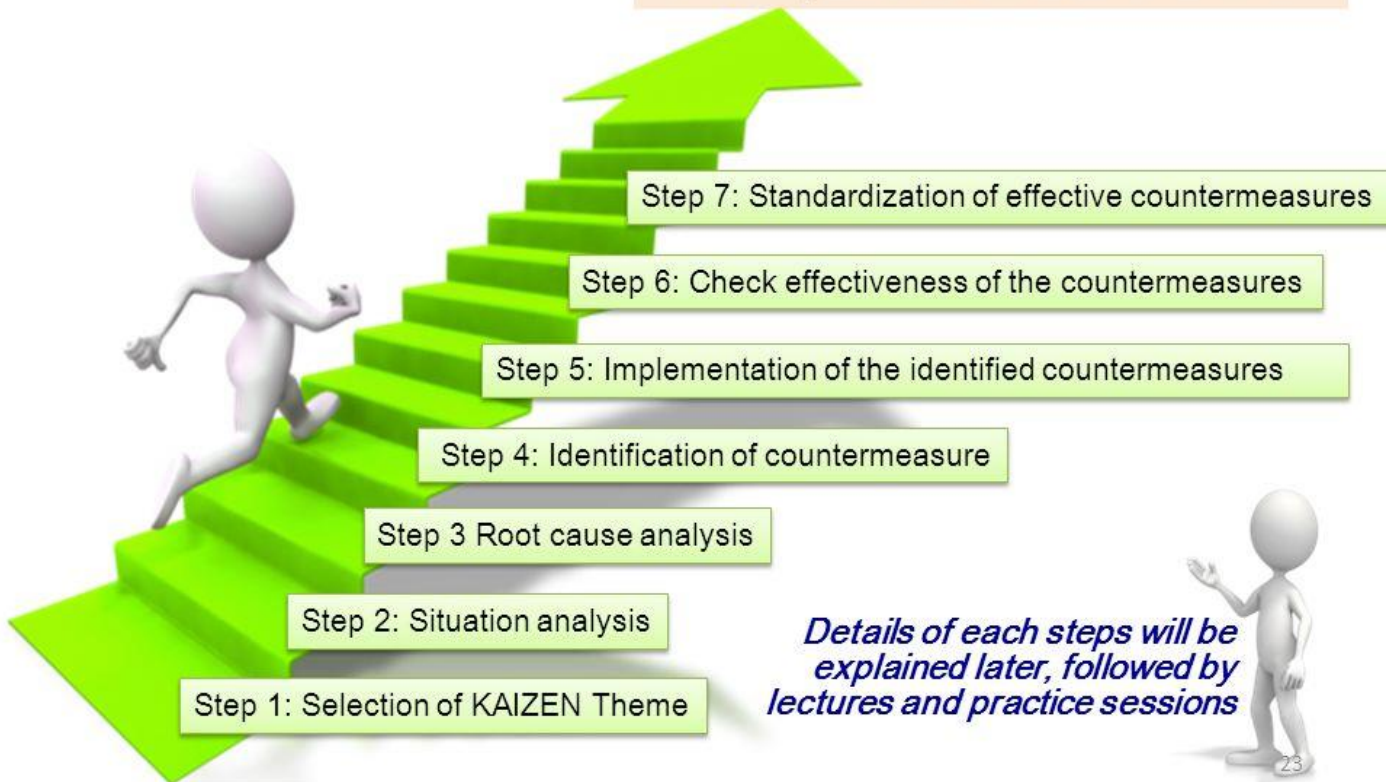 Step 7: Standardization of effective countermeasures
Step 6: Check effectiveness of the countermeasures
Step 5: Implementation of the identified countermeasures
Step 4: Identification of countermeasure
Step 3 Root cause analysis
Step 2: Situation analysis
Step 1: Selection of KAIZEN Theme
Details of each steps will be
explained later, followed by
lectures and practice sessions
23